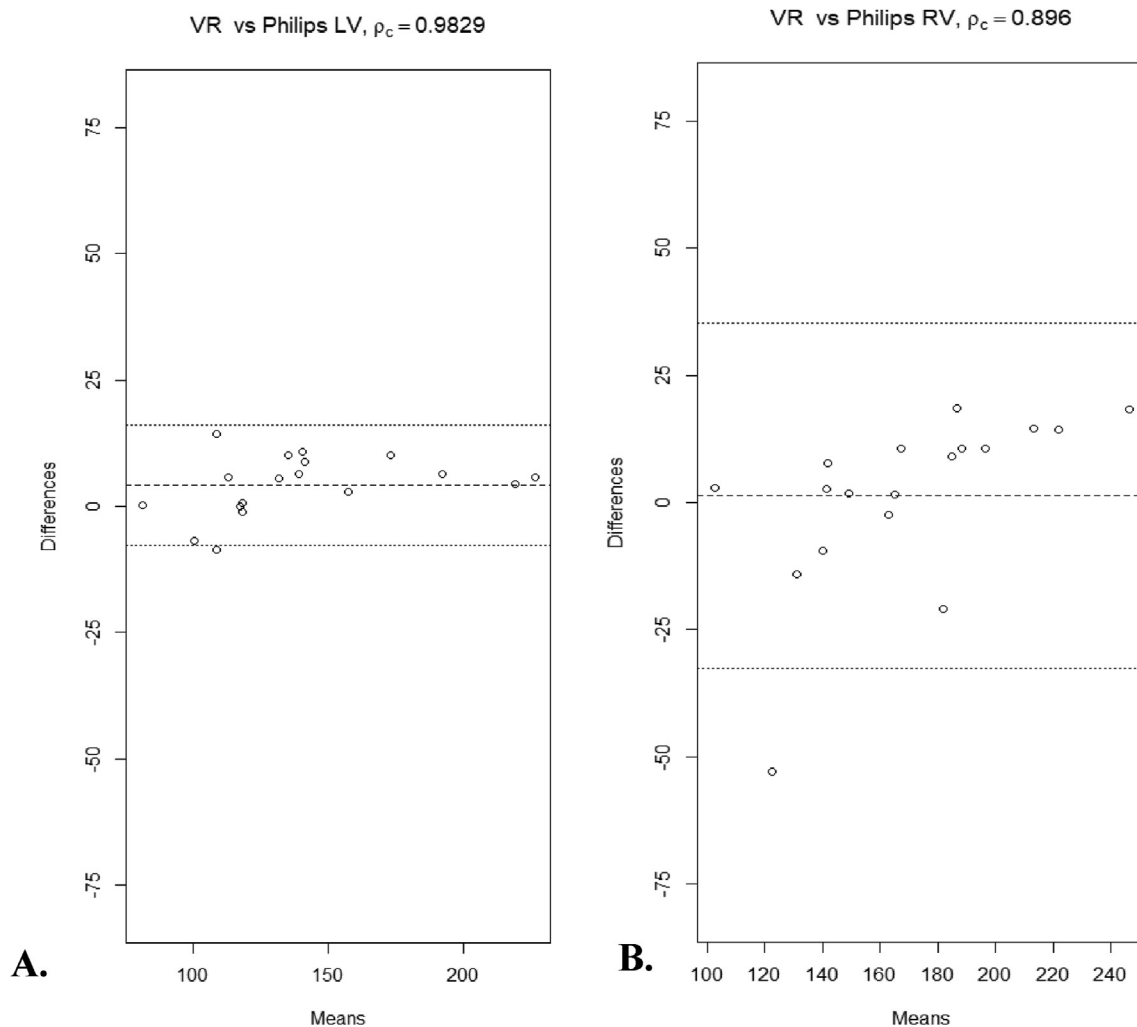 VR vs Philips LV, ρc = 0.9829
75
50
25
0
-25
-50
-75
Differences
100 150 200
Means
A.
VR vs Philips RV, ρc = 0.896
75
50
25
0
-25
-50
-75
Differences
100 120 140 160 180 200 220 240
Means
B.